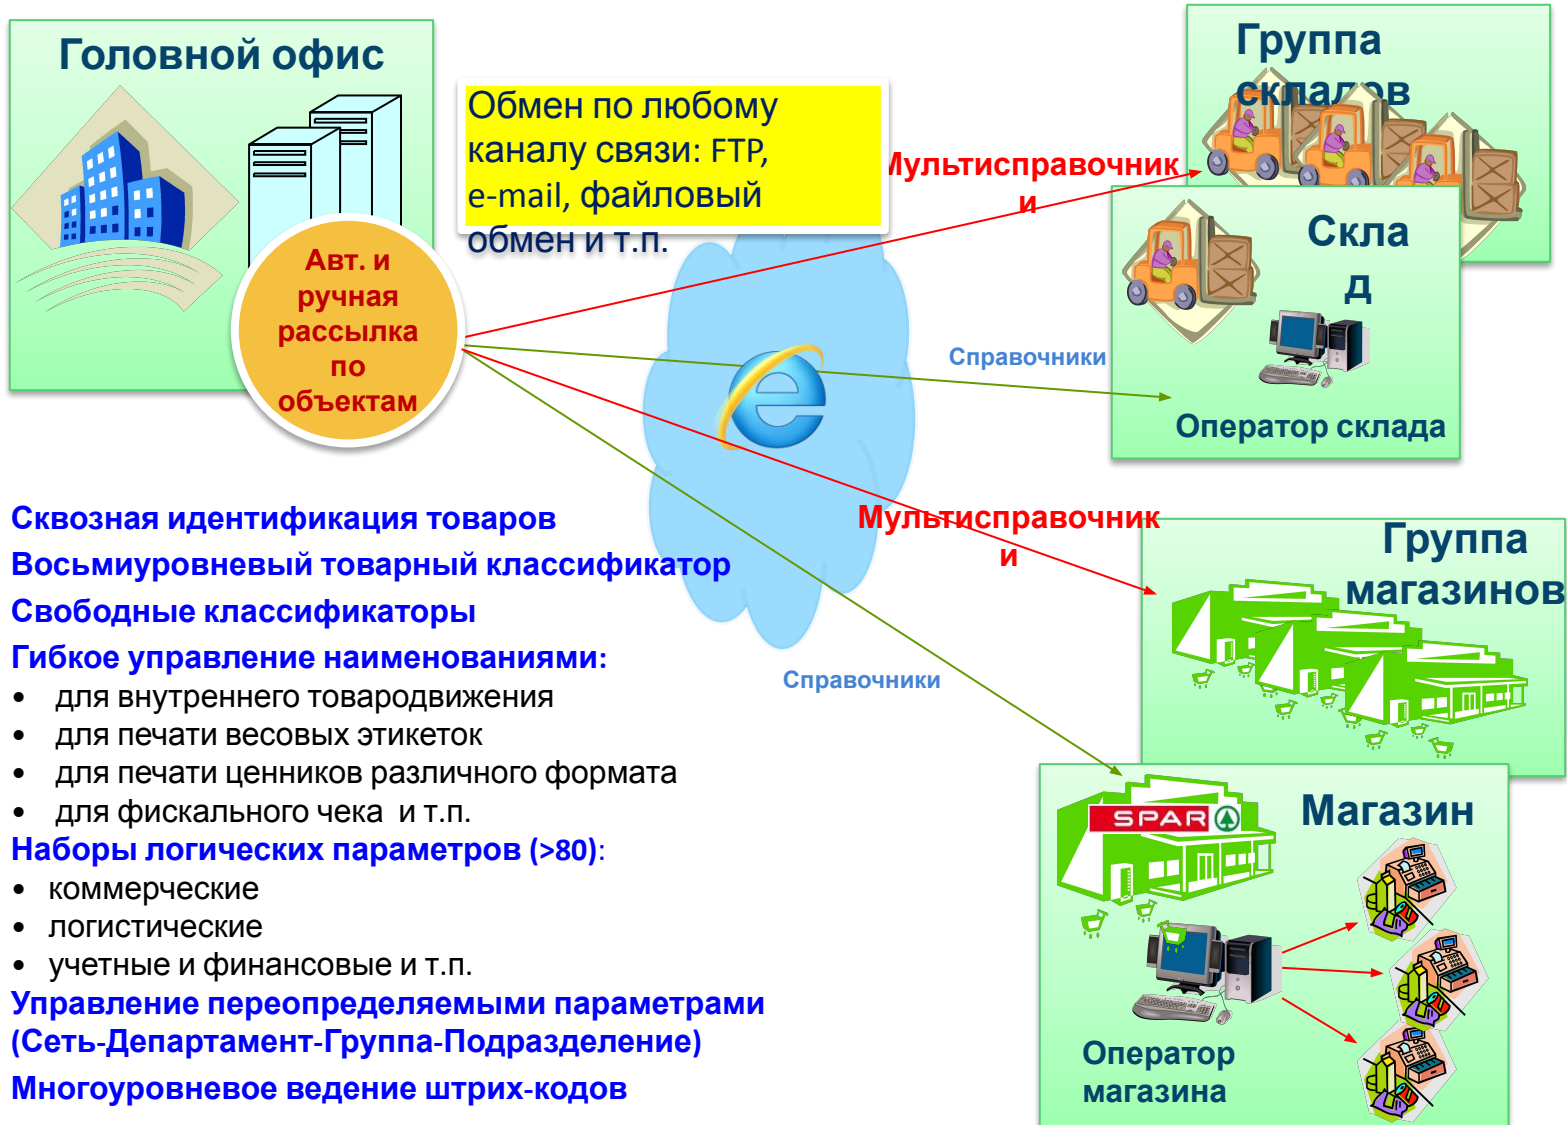 Головной офис
Авт. и
ручная
рассылка
по
объектам
Обмен по любому
каналу связи: FTP,
e-mail, файловый
обмен и т.п.
Мультисправочник
и
Группа
складов
Скла
д
Оператор склада
Справочники
Мультисправочник
и
Справочники
Группа
магазинов
Магазин
SPAR
Оператор
магазина
Сквозная идентификация товаров
Восьмиуровневый товарный классификатор
Свободные классификаторы
Гибкое управление наименованиями:
• для внутреннего товародвижения
• для печати весовых этикеток
• для печати ценников различного формата
• для фискального чека и т.п.
Наборы логических параметров (>80):
• коммерческие
• логистические
• учетные и финансовые и т.п.
Управление переопределяемыми параметрами
(Сеть-Департамент-Группа-Подразделение)
Многоуровневое ведение штрих-кодов